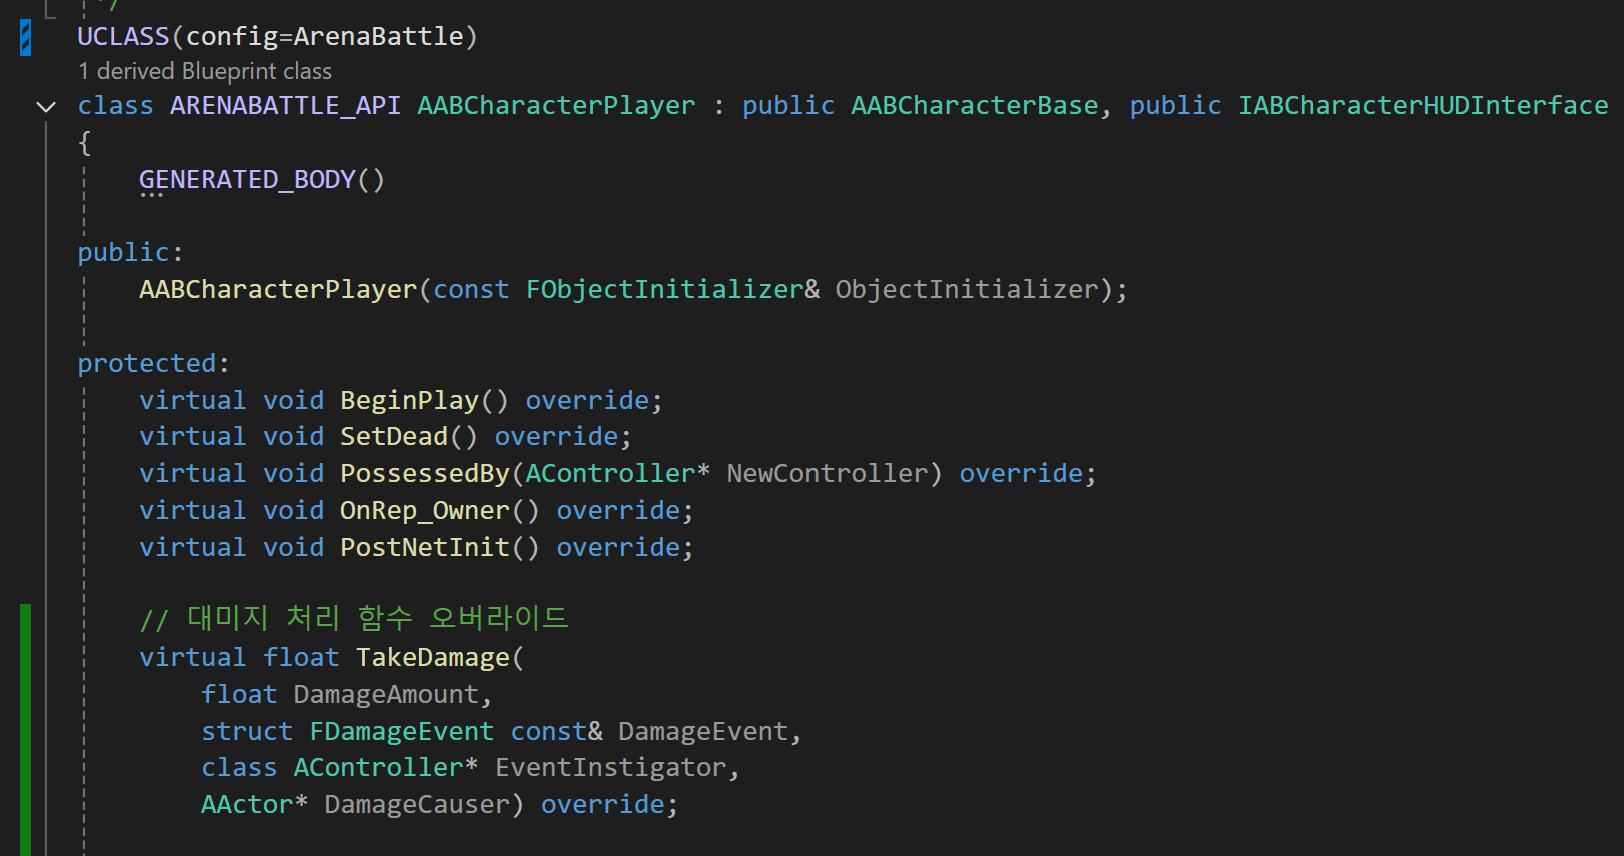 */
UCLASS(config=ArenaBattle)
1 derived Blueprint class
class ARENABATTLE_API AABCharacterPlayer : public AABCharacterBase, public IABCharacterHUDInterface
{
GENERATED_BODY()
public:
AABCharacterPlayer(const FObjectInitializer& ObjectInitializer);
protected:
virtual void BeginPlay() override;
virtual void SetDead() override;
virtual void PossessedBy(AController* NewController) override;
virtual void OnRep_Owner() override;
virtual void PostNetInit() override;
// 대미지 처리 함수 오버라이드
virtual float TakeDamage(
float DamageAmount,
struct FDamageEvent const& DamageEvent,
class AController* EventInstigator,
AActor* DamageCauser) override;